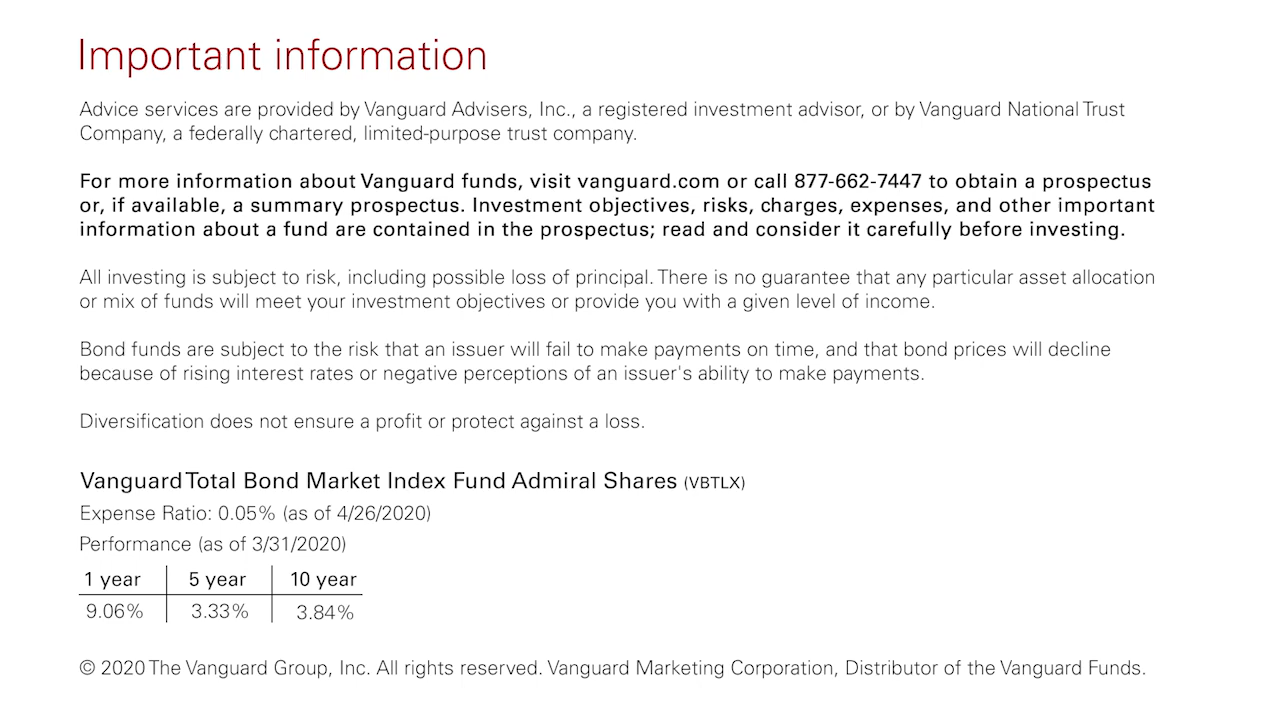 Important information
Advice services are provided by Vanguard Advisers, Inc., a registered investment advisor, or by Vanguard National Trust
Company, a federally chartered, limited-purpose trust company.
For more information about Vanguard funds, visit vanguard.com or call 877-662-7447 to obtain a prospectus
or, if available, a summary prospectus. Investment objectives, risks, charges, expenses, and other important
information about a fund are contained in the prospectus; read and consider it carefully before investing.
All investing is subject to risk, including possible loss of principal. There is no guarantee that any particular asset allocation
or mix of funds will meet your investment objectives or provide you with a given level of income.
Bond funds are subject to the risk that an issuer will fail to make payments on time, and that bond prices will decline
because of rising interest rates or negative perceptions of an issuer's ability to make payments.
Diversification does not ensure a profit or protect against a loss.
Vanguard Total Bond Market Index Fund Admiral Shares (VBTLX)
Expense Ratio: 0.05% (as of 4/26/2020)
Performance (as of 3/31/2020)
1 year 5 year 10 year
9.06% 3.33% 3.84%
© 2020 The Vanguard Group, Inc. All rights reserved. Vanguard Marketing Corporation, Distributor of the Vanguard Funds.